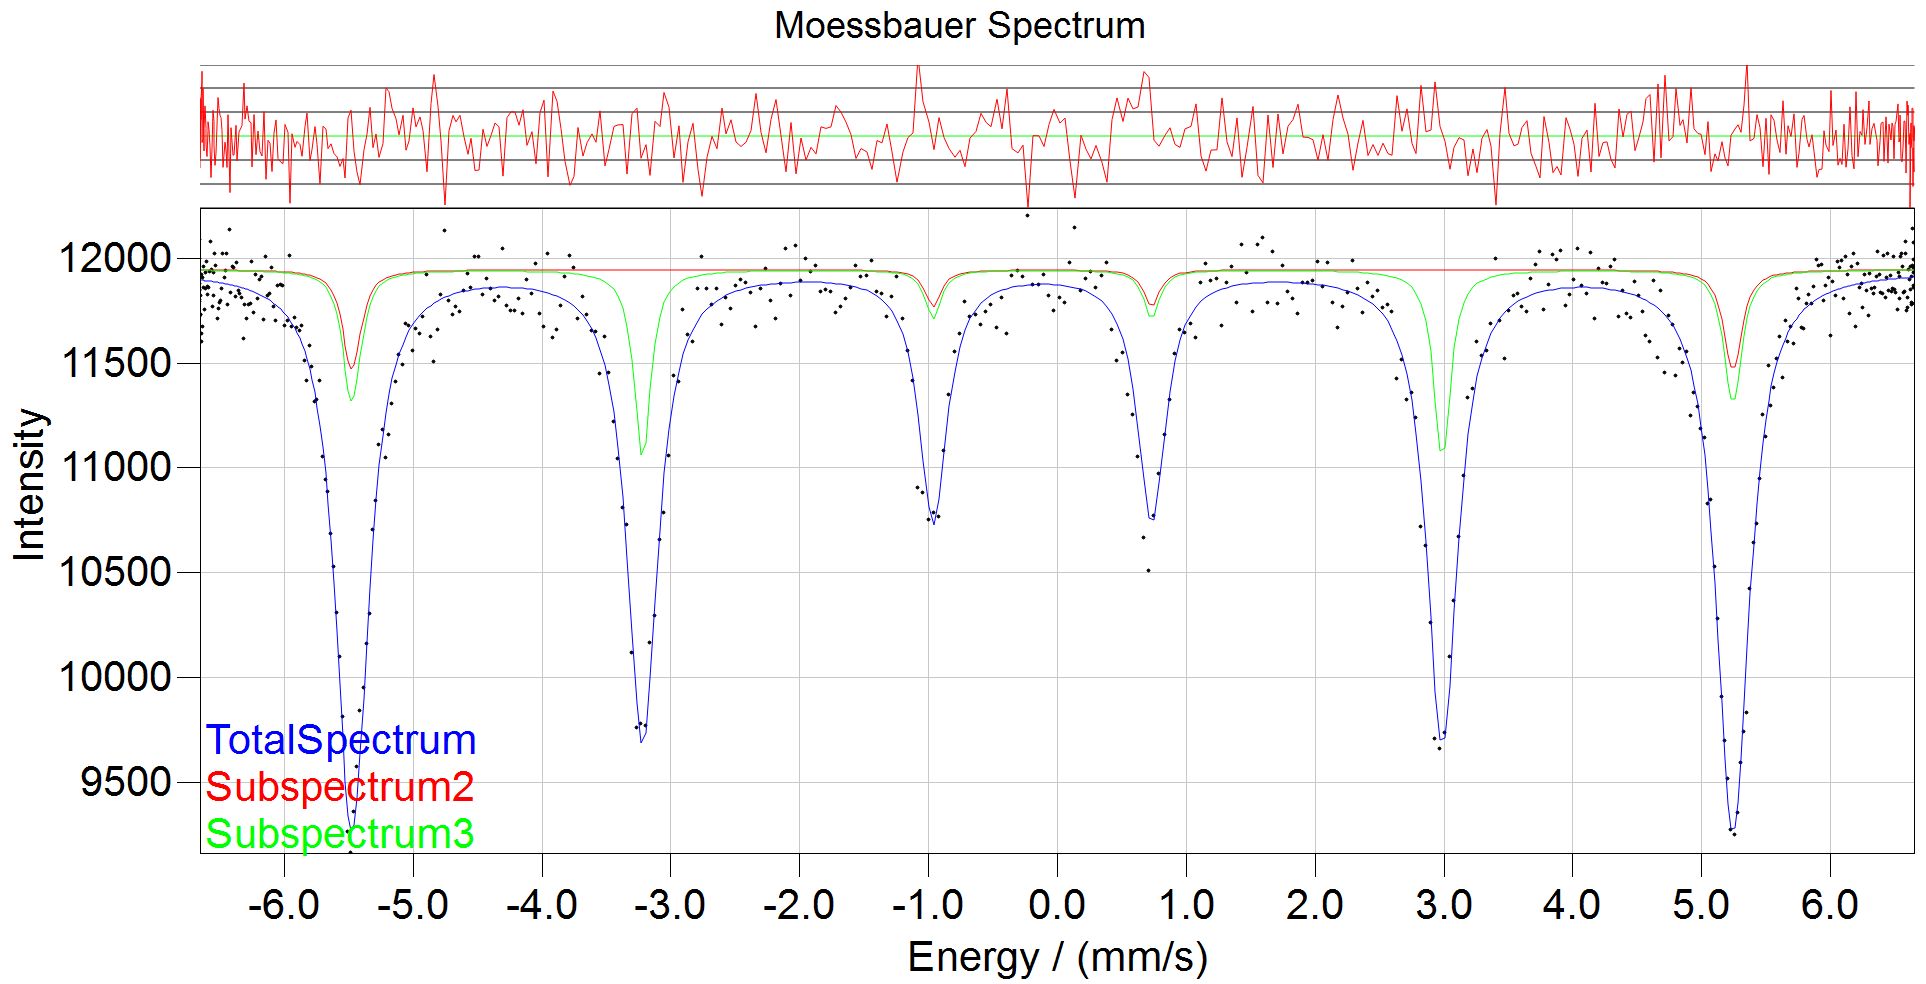 Moessbauer Spectrum
12000
11500
11000
10500
10000
9500
Intensity
TotalSpectrum
Subspectrum2
Subspectrum3
-6.0 -5.0 -4.0 -3.0 -2.0 -1.0 0.0 1.0 2.0 3.0 4.0 5.0 6.0
Energy / (mm/s)